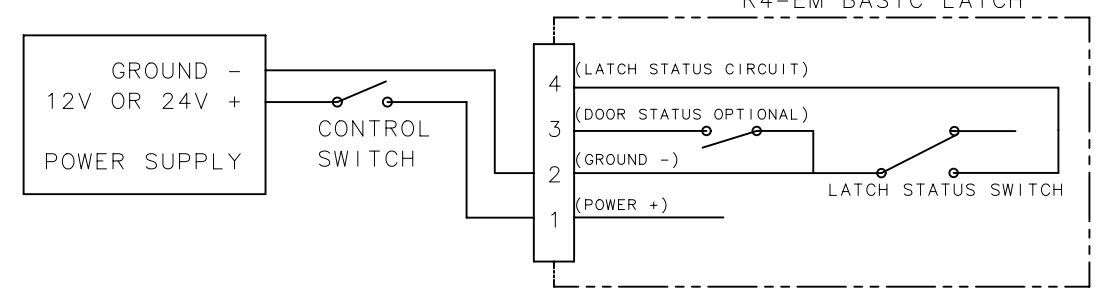 R4-EM BASIC LATCH
GROUND -
12V OR 24V +
POWER SUPPLY
CONTROL
SWITCH
4
(LATCH STATUS CIRCUIT)
3
(DOOR STATUS OPTIONAL)
2
(GROUND -)
1
(POWER +)
LATCH STATUS SWITCH